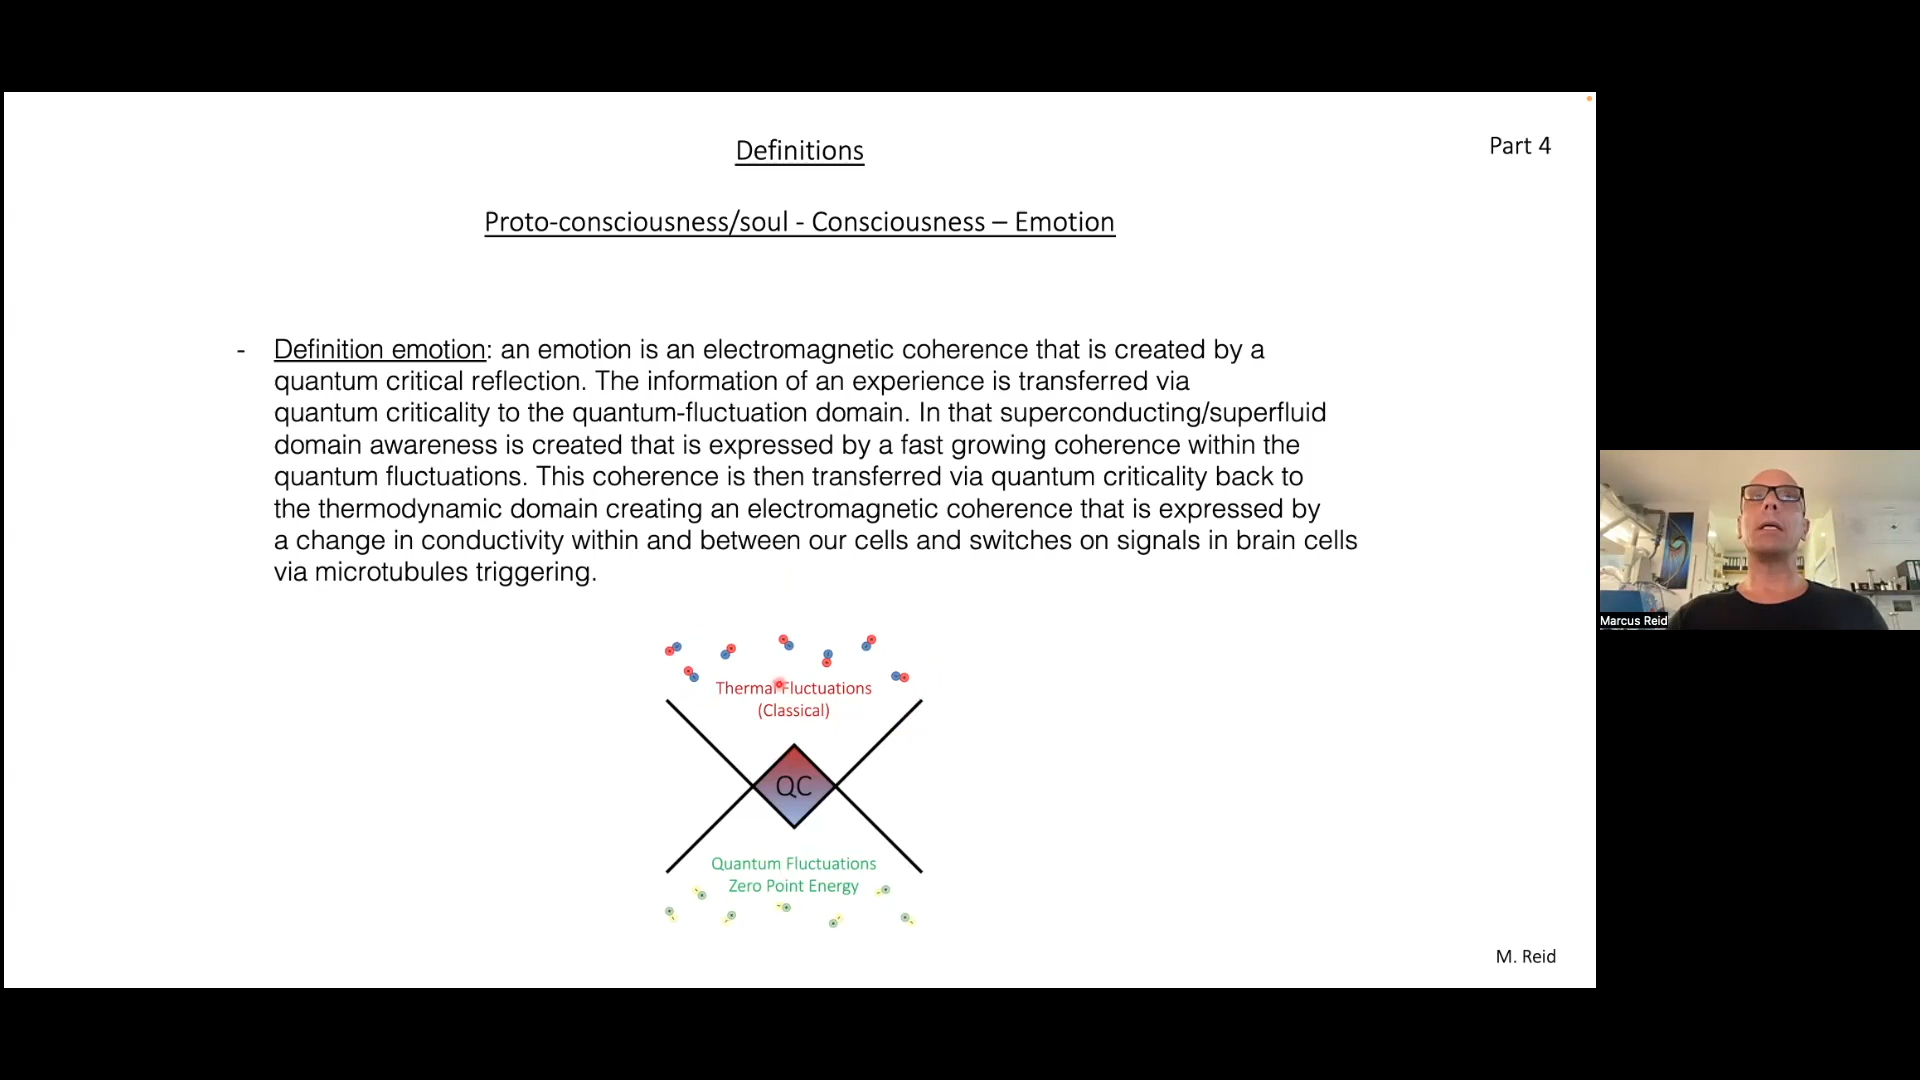 Definitions
Part 4
Proto-consciousness/soul - Consciousness – Emotion
- Definition emotion: an emotion is an electromagnetic coherence that is created by a
quantum critical reflection. The information of an experience is transferred via
quantum criticality to the quantum-fluctuation domain. In that superconducting/superfluid
domain awareness is created that is expressed by a fast growing coherence within the
quantum fluctuations. This coherence is then transferred via quantum criticality back to
the thermodynamic domain creating an electromagnetic coherence that is expressed by
a change in conductivity within and between our cells and switches on signals in brain cells
via microtubules triggering.
Thermal Fluctuations
(Classical)
QC
Quantum Fluctuations
Zero Point Energy
M. Reid
Marcus Reid